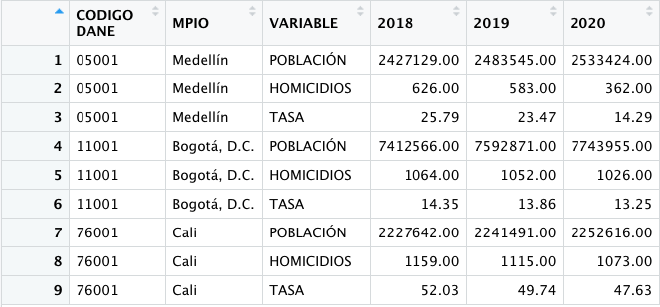 CODIGO DANE MPIO VARIABLE 2018 2019 2020
1 05001 Medellín POBLACIÓN 2427129.00 2483545.00 2533424.00
2 05001 Medellín HOMICIDIOS 626.00 583.00 362.00
3 05001 Medellín TASA 25.79 23.47 14.29
4 11001 Bogotá, D.C. POBLACIÓN 7412566.00 7592871.00 7743955.00
5 11001 Bogotá, D.C. HOMICIDIOS 1064.00 1052.00 1026.00
6 11001 Bogotá, D.C. TASA 14.35 13.86 13.25
7 76001 Cali POBLACIÓN 2227642.00 2241491.00 2252616.00
8 76001 Cali HOMICIDIOS 1159.00 1115.00 1073.00
9 76001 Cali TASA 52.03 49.74 47.63